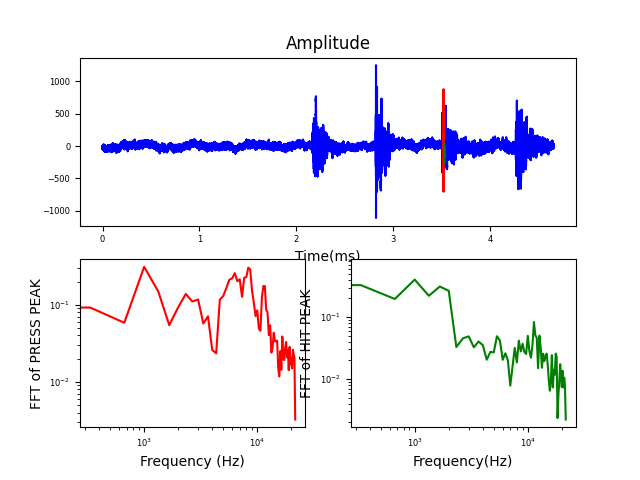 Amplitude
1000
500
0
−500
−1000
0 1 2 3 4
Time(ms)
FFT of PRESS PEAK
10⁻¹
10⁻²
10³ 10⁴
Frequency (Hz)
FFT of HIT PEAK
10⁻¹
10⁻²
10³ 10⁴
Frequency(Hz)